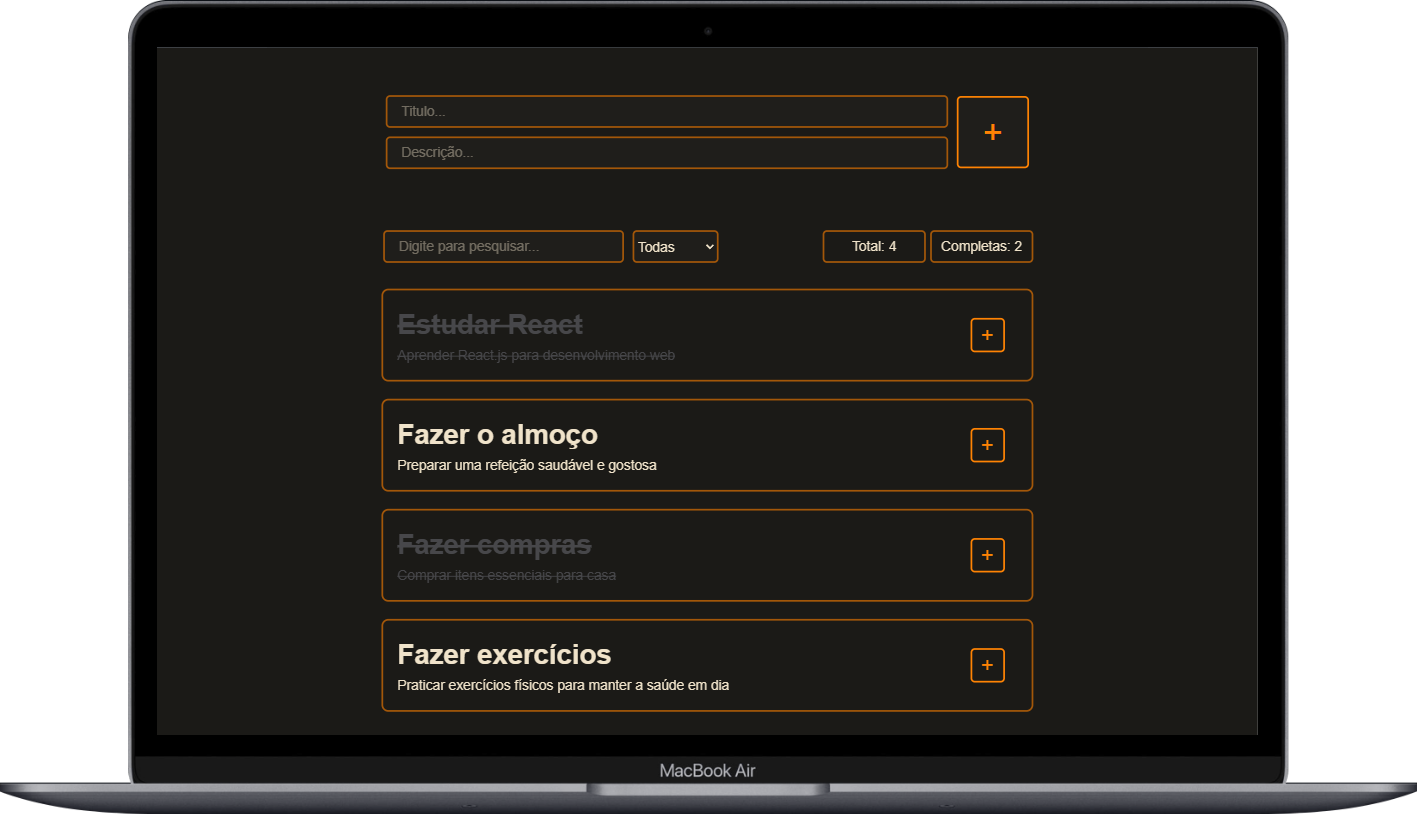 Titulo...
+
Descrição...
Digite para pesquisar...
Todas
Total: 4
Completas: 2
Estudar React
Aprender React.js para desenvolvimento web
+
Fazer o almoço
Preparar uma refeição saudável e gostosa
+
Fazer compras
Comprar itens essenciais para casa
+
Fazer exercícios
Praticar exercícios físicos para manter a saúde em dia
+
MacBook Air